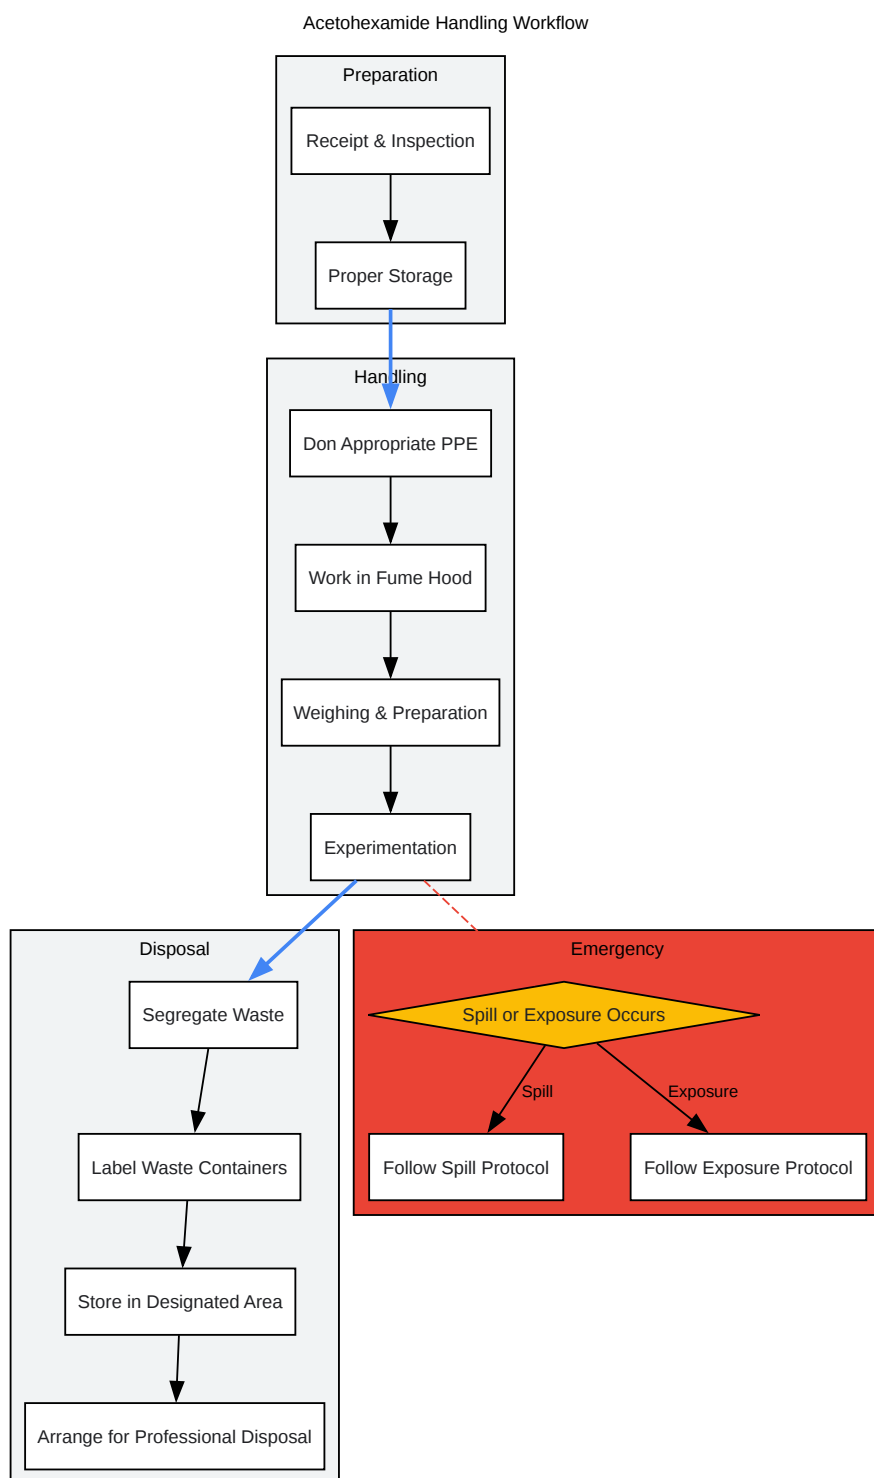 Acetohexamide Handling Workflow
Preparation
Receipt & Inspection
Proper Storage
Handling
Don Appropriate PPE
Work in Fume Hood
Weighing & Preparation
Experimentation
Disposal
Segregate Waste
Label Waste Containers
Store in Designated Area
Arrange for Professional Disposal
Emergency
Spill or Exposure Occurs
Spill
Exposure
Follow Spill Protocol
Follow Exposure Protocol